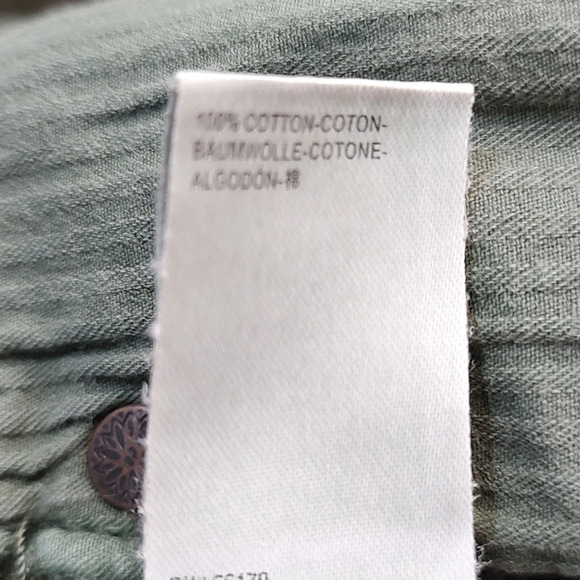 100% COTTON-COTON-
BAUMWOLLE-COTONE-
ALGODÓN-棉